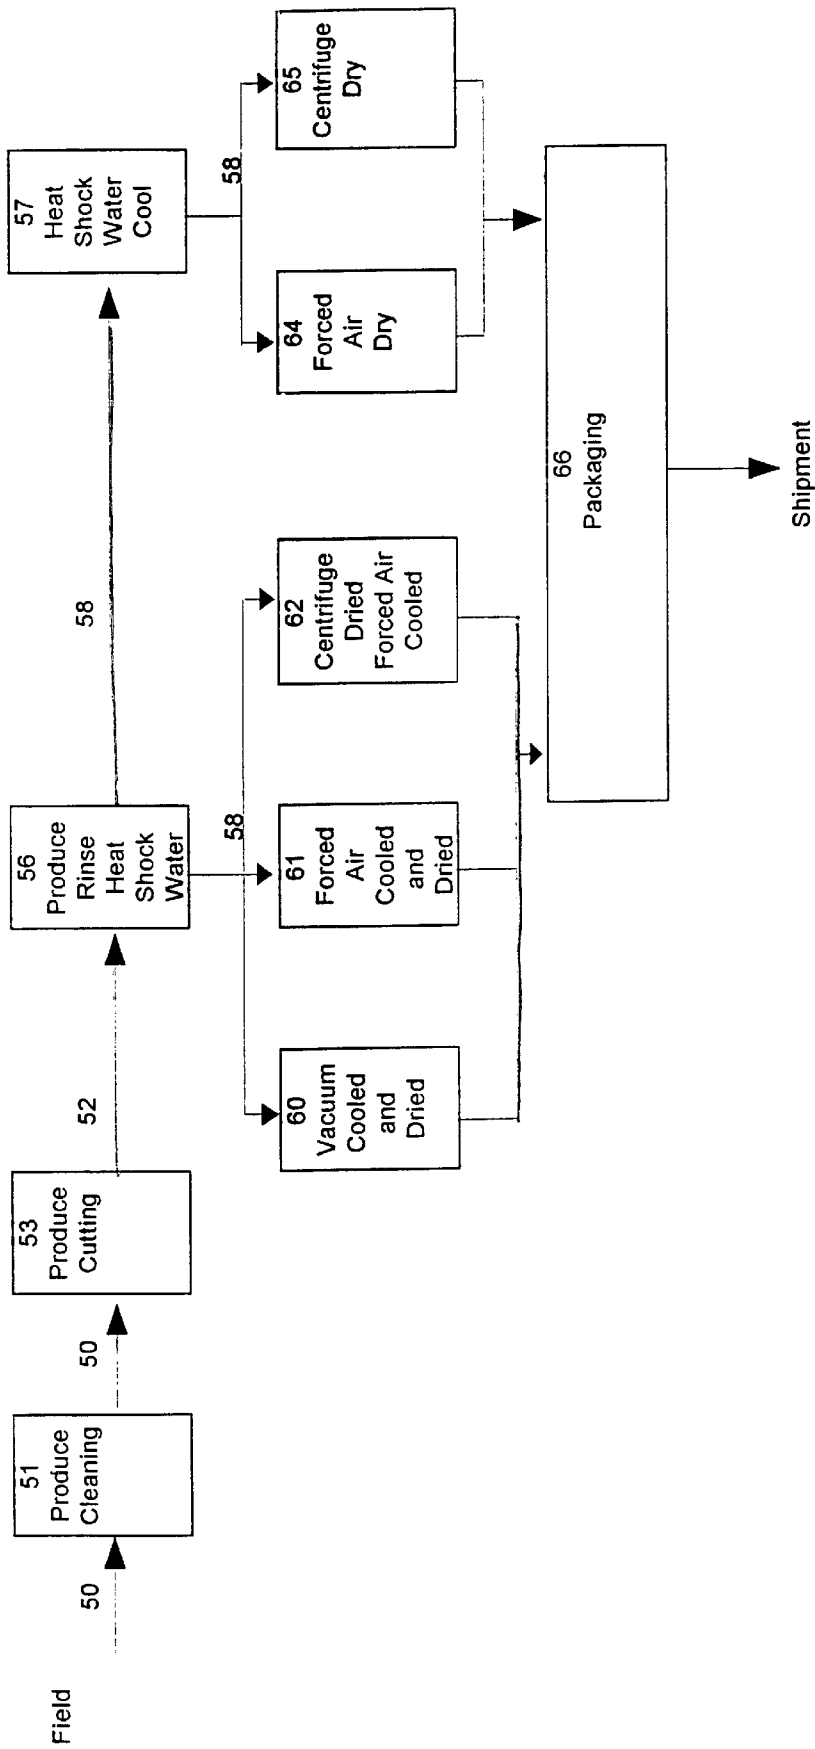 Field
50
51
Produce
Cleaning
50
53
Produce
Cutting
52
56
Produce
Rinse
Heat
Shock
Water
58
57
Heat
Shock
Water
Cool
58
58
60
Vacuum
Cooled
and
Dried
61
Forced
Air
Cooled
and
Dried
62
Centrifuge
Dried
Forced Air
Cooled
64
Forced
Air
Dry
65
Centrifuge
Dry
66
Packaging
Shipment